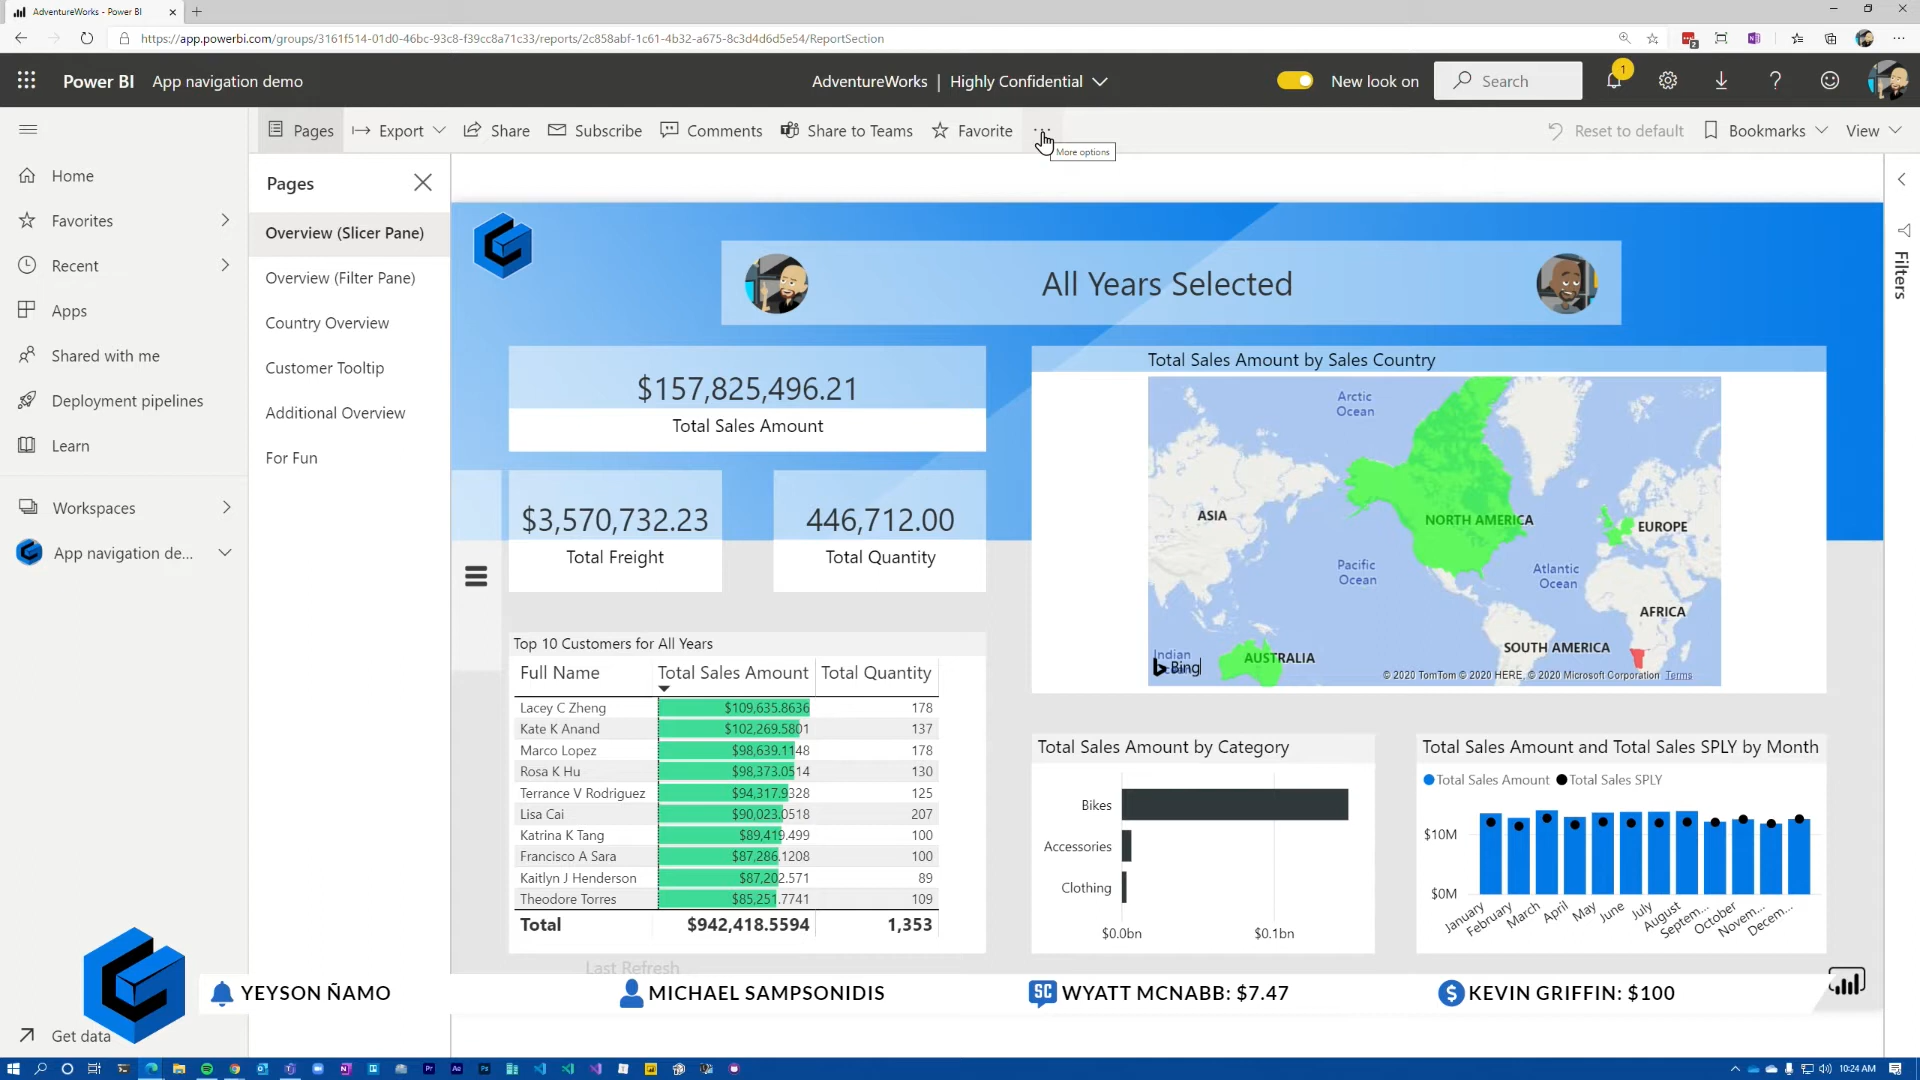 AdventureWorks - Power BI
https://app.powerbi.com/groups/3161f514-01d0-46bc-93c8-f39cc8a71c33/reports/2c858abf-1c61-4b32-a675-8c3d4d6d5e54/ReportSection
Power BI App navigation demo
AdventureWorks | Highly Confidential
New look on
Search
1
Pages
Export
Share
Subscribe
Comments
Share to Teams
Favorite
More options
Reset to default
Bookmarks
View
Home
Favorites
Recent
Apps
Shared with me
Deployment pipelines
Learn
Workspaces
App navigation de...
Get data
Pages
Overview (Slicer Pane)
Overview (Filter Pane)
Country Overview
Customer Tooltip
Additional Overview
For Fun
Filters
All Years Selected
$157,825,496.21
Total Sales Amount
$3,570,732.23
Total Freight
446,712.00
Total Quantity
Top 10 Customers for All Years
Full Name Total Sales Amount Total Quantity
Lacey C Zheng $109,635.8636 178
Kate K Anand $102,269.5801 137
Marco Lopez $98,639.1148 178
Rosa K Hu $98,373.0514 130
Terrance V Rodriguez $94,317.9328 125
Lisa Cai $90,023.0518 207
Katrina K Tang $89,419.499 100
Francisco A Sara $87,286.1208 100
Kaitlyn J Henderson $87,202.571 89
Theodore Torres $85,251.7741 109
Total $942,418.5594 1,353
Last Refresh
Total Sales Amount by Sales Country
Arctic
Ocean
ASIA
NORTH AMERICA
EUROPE
Pacific
Ocean
Atlantic
Ocean
AFRICA
SOUTH AMERICA
Indian
AUSTRALIA
Bing
© 2020 TomTom © 2020 HERE, © 2020 Microsoft Corporation Terms
Total Sales Amount by Category
Bikes
Accessories
Clothing
$0.0bn $0.1bn
Total Sales Amount and Total Sales SPLY by Month
Total Sales Amount Total Sales SPLY
$10M
$0M
January February March April May June July August Septem... October Novem... Decem...
YEYSON ÑAMO
MICHAEL SAMPSONIDIS
SC WYATT MCNABB: $7.47
$ KEVIN GRIFFIN: $100
10:24 AM